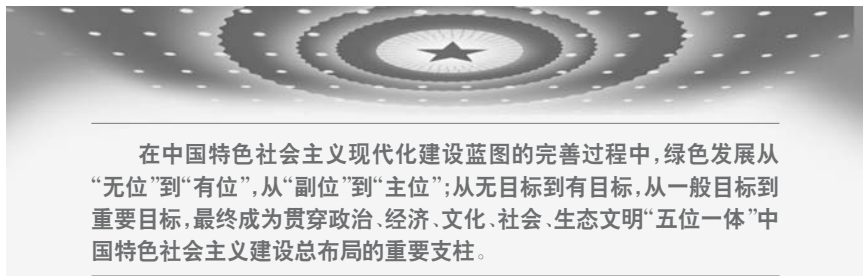 在中国特色社会主义现代化建设蓝图的完善过程中,绿色发展从
“无位”到“有位”,从“副位”到“主位”;从无目标到有目标,从一般目标到
重要目标,最终成为贯穿政治、经济、文化、社会、生态文明“五位一体”中
国特色社会主义建设总布局的重要支柱。